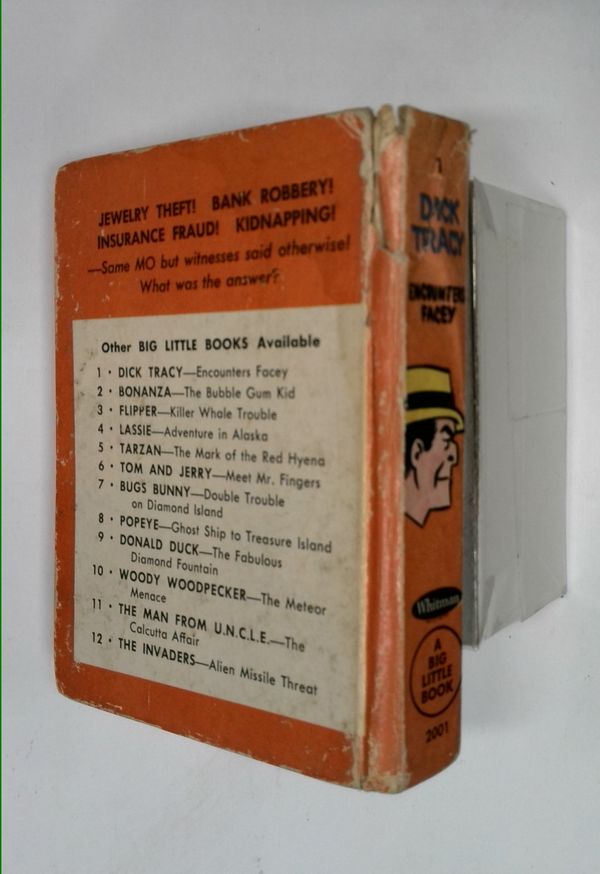 JEWELRY THEFT! BANK ROBBERY!
INSURANCE FRAUD! KIDNAPPING!
—Same MO but witnesses said otherwise!
What was the answer?
Other BIG LITTLE BOOKS Available
1 • DICK TRACY—Encounters Facey
2 • BONANZA—The Bubble Gum Kid
3 • FLIPPER—Killer Whale Trouble
4 • LASSIE—Adventure in Alaska
5 • TARZAN—The Mark of the Red Hyena
6 • TOM AND JERRY—Meet Mr. Fingers
7 • BUGS BUNNY—Double Trouble
on Diamond Island
8 • POPEYE—Ghost Ship to Treasure Island
9 • DONALD DUCK—The Fabulous
Diamond Fountain
10 • WOODY WOODPECKER—The Meteor
Menace
11 • THE MAN FROM U.N.C.L.E.—The
Calcutta Affair
12 • THE INVADERS—Alien Missile Threat
1
DICK
TRACY
ENCOUNTERS
FACEY
Whitman
A
BIG
LITTLE
BOOK
2001